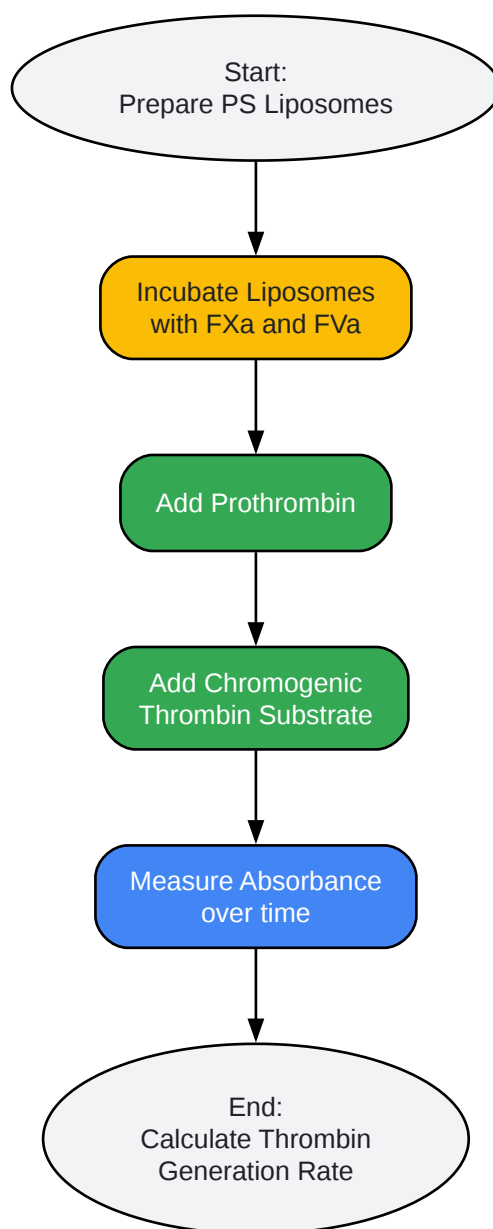 Start:
Prepare PS Liposomes
Incubate Liposomes
with FXa and FVa
Add Prothrombin
Add Chromogenic
Thrombin Substrate
Measure Absorbance
over time
End:
Calculate Thrombin
Generation Rate